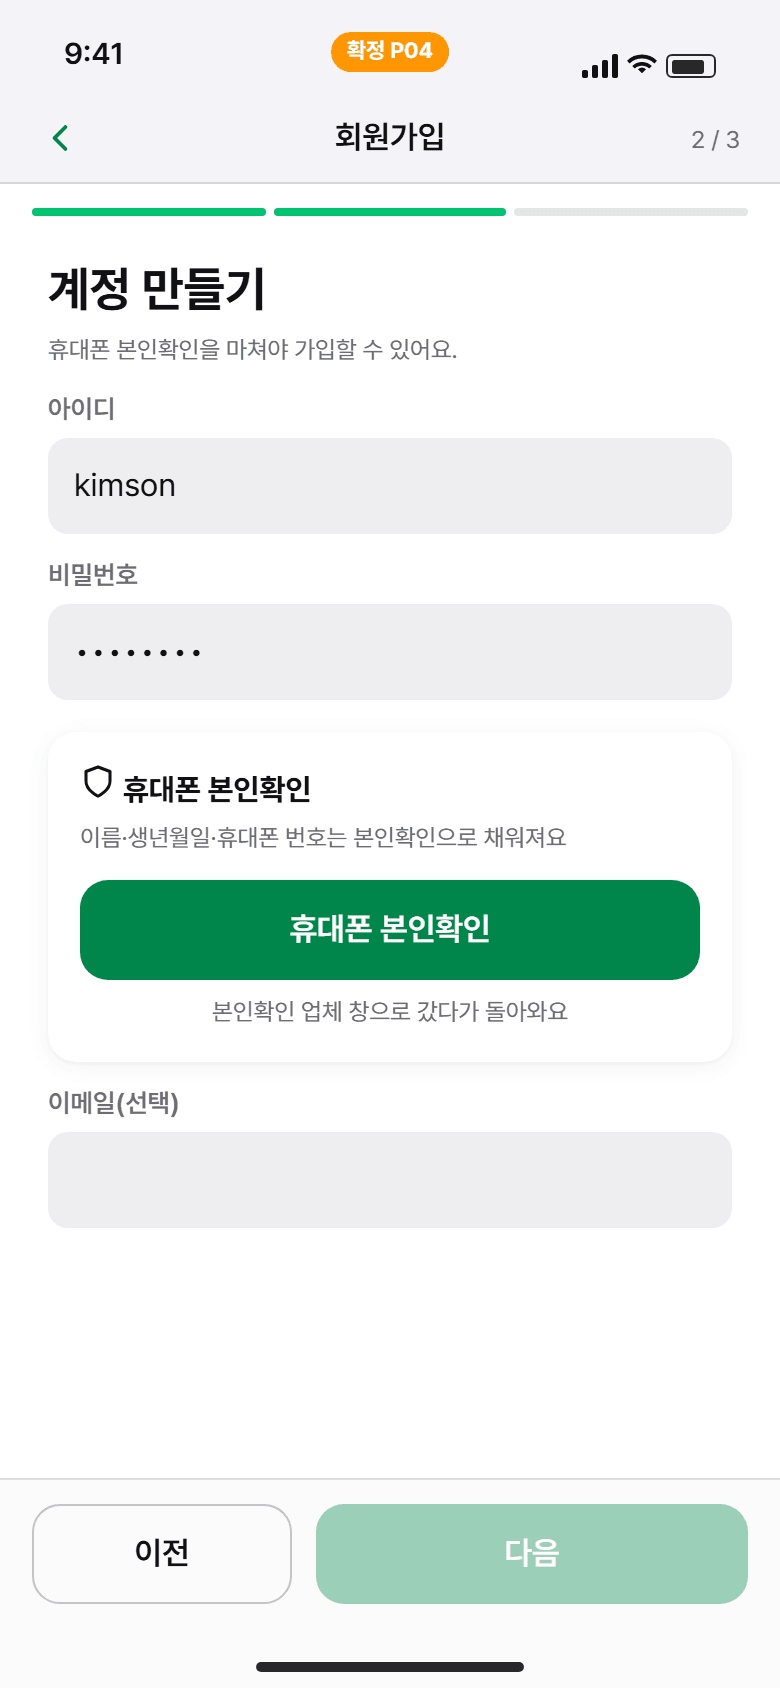 9:41
확정 P04
회원가입
2 / 3
계정 만들기
휴대폰 본인확인을 마쳐야 가입할 수 있어요.
아이디
kimson
비밀번호
••••••••
휴대폰 본인확인
이름·생년월일·휴대폰 번호는 본인확인으로 채워져요
휴대폰 본인확인
본인확인 업체 창으로 갔다가 돌아와요
이메일(선택)
이전
다음